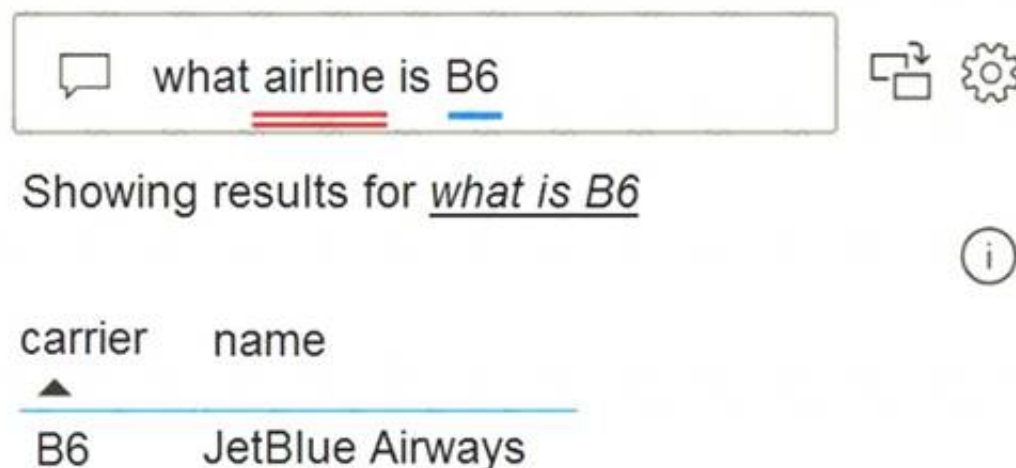 what airline is B6
Showing results for what is B6
i
carrier name
B6 JetBlue Airways